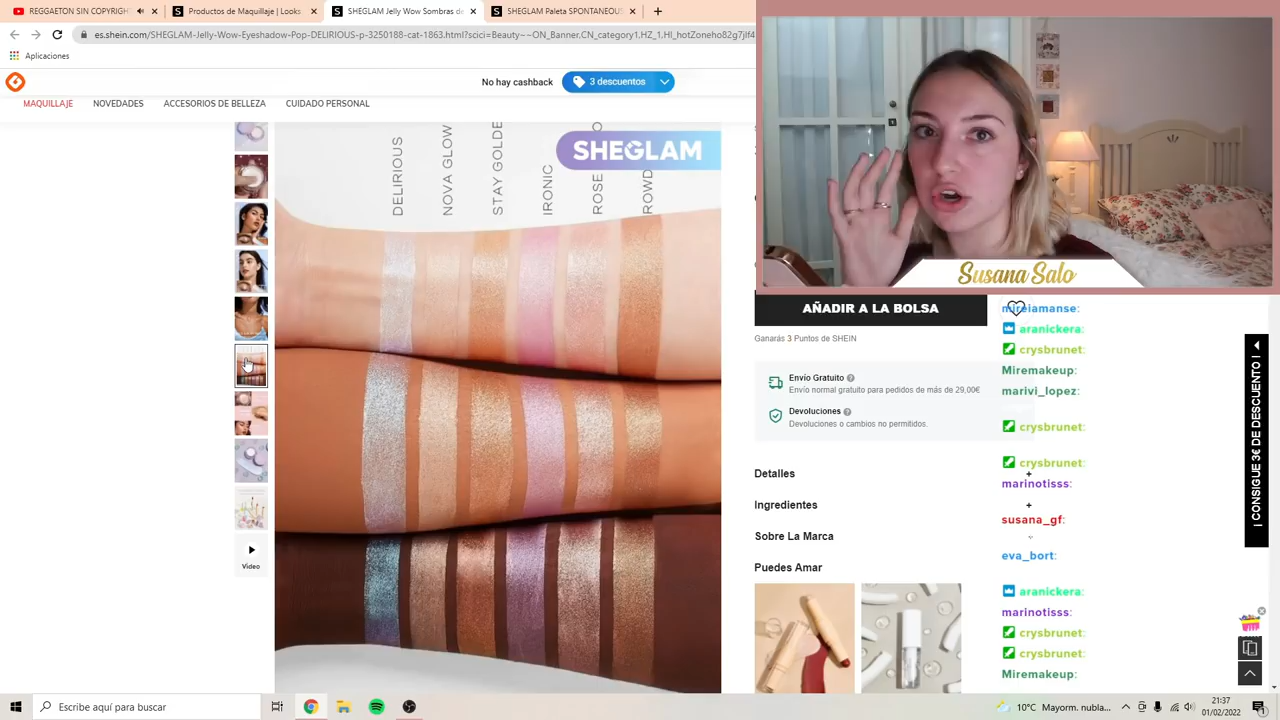 REGGAETON SIN COPYRIGHT
Productos de Maquillaje | Looks
SHEGLAM Jelly Wow Sombras de
SHEGLAM Paleta SPONTANEOUS
es.shein.com/SHEGLAM-Jelly-Wow-Eyeshadow-Pop-DELIRIOUS-p-3250188-cat-1863.html?scici=Beauty~~ON_Banner.CN_category1.HZ_1.HI_hotZoneho82g7jlf4
Aplicaciones
No hay cashback
3 descuentos
MAQUILLAJE
NOVEDADES
ACCESORIOS DE BELLEZA
CUIDADO PERSONAL
DELIRIOUS
NOVA GLOW
STAY GOLDE
IRONIC
ROSE
ROWD
SHEGLAM
Video
Susana Salo
AÑADIR A LA BOLSA
Ganarás 3 Puntos de SHEIN
Envío Gratuito
Envío normal gratuito para pedidos de más de 29,00€
Devoluciones
Devoluciones o cambios no permitidos.
Detalles
Ingredientes
Sobre La Marca
Puedes Amar
mireiamanse:
aranickera:
crysbrunet:
Miremakeup:
marivi_lopez:
crysbrunet:
crysbrunet:
marinotisss:
susana_gf:
eva_bort:
aranickera:
marinotisss:
crysbrunet:
crysbrunet:
Miremakeup:
¡ CONSIGUE 3€ DE DESCUENTO !
Escribe aquí para buscar
10°C Mayorm. nubla...
21:37
01/02/2022